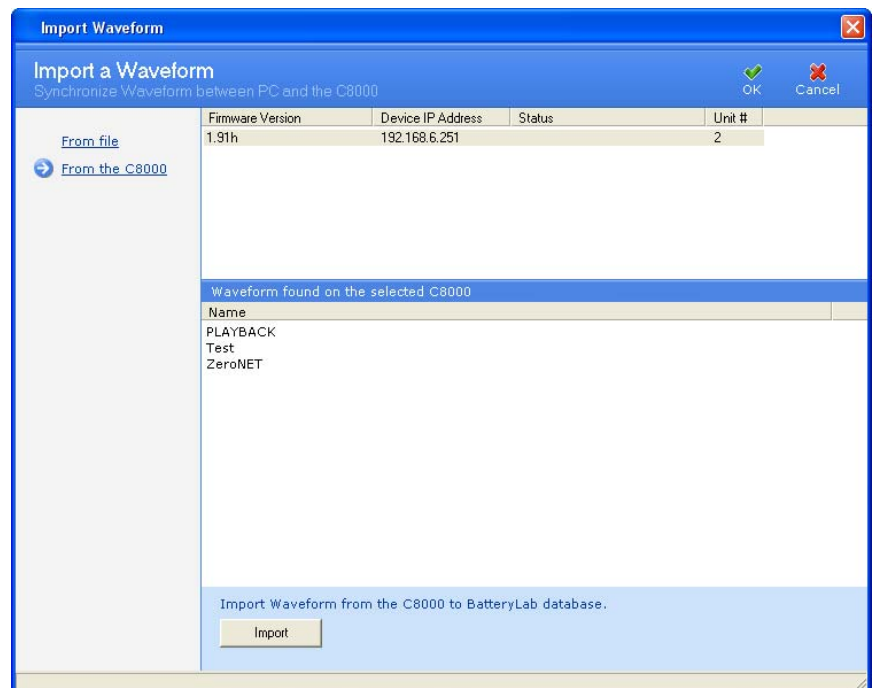 Import Waveform
Import a Waveform
Synchronize Waveform between PC and the C8000
OK
Cancel
From file
From the C8000
Firmware Version Device IP Address Status Unit #
1.91h 192.168.6.251 2
Waveform found on the selected C8000
Name
PLAYBACK
Test
ZeroNET
Import Waveform from the C8000 to BatteryLab database.
Import